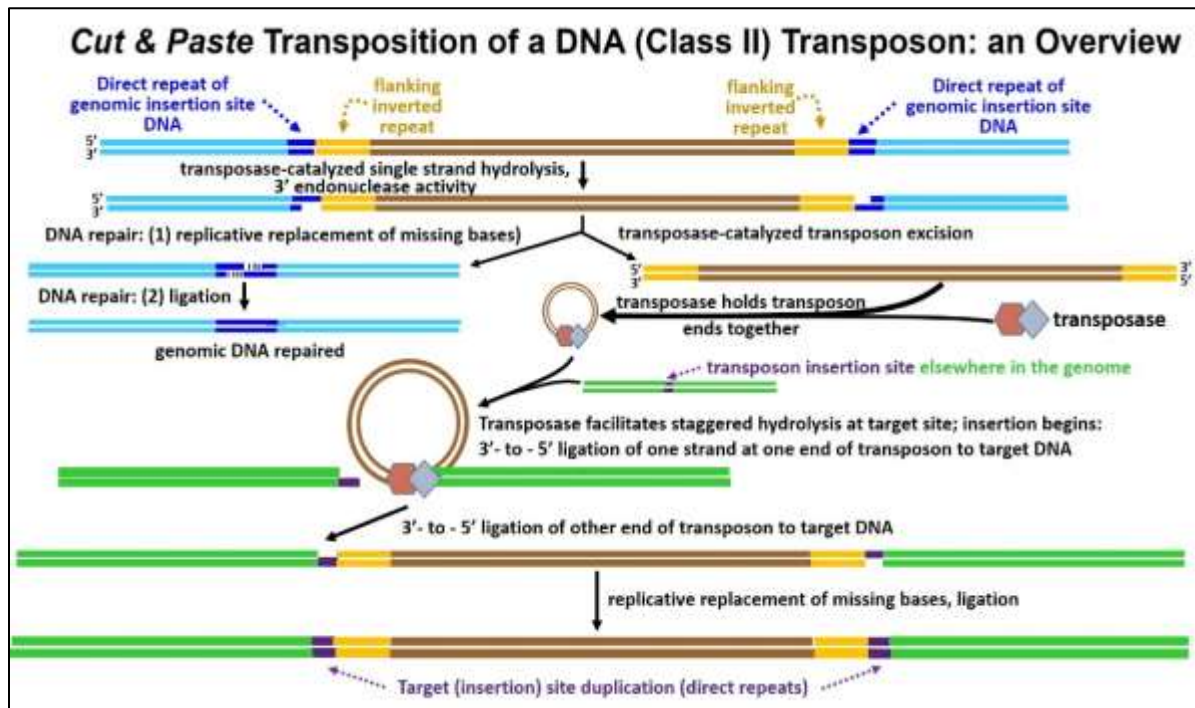 Cut & Paste Transposition of a DNA (Class II) Transposon: an Overview
Direct repeat of
genomic insertion site
DNA
flanking
inverted
repeat
flanking
inverted
repeat
Direct repeat of
genomic insertion site
DNA
5'
3'
transposase-catalyzed single strand hydrolysis,
3' endonuclease activity
5'
3'
DNA repair: (1) replicative replacement of missing bases)
transposase-catalyzed transposon excision
5'
3'
3'
5'
DNA repair: (2) ligation
transposase holds transposon
ends together
transposase
genomic DNA repaired
transposon insertion site elsewhere in the genome
Transposase facilitates staggered hydrolysis at target site; insertion begins:
3'- to - 5' ligation of one strand at one end of transposon to target DNA
3'- to - 5' ligation of other end of transposon to target DNA
replicative replacement of missing bases, ligation
Target (insertion) site duplication (direct repeats)